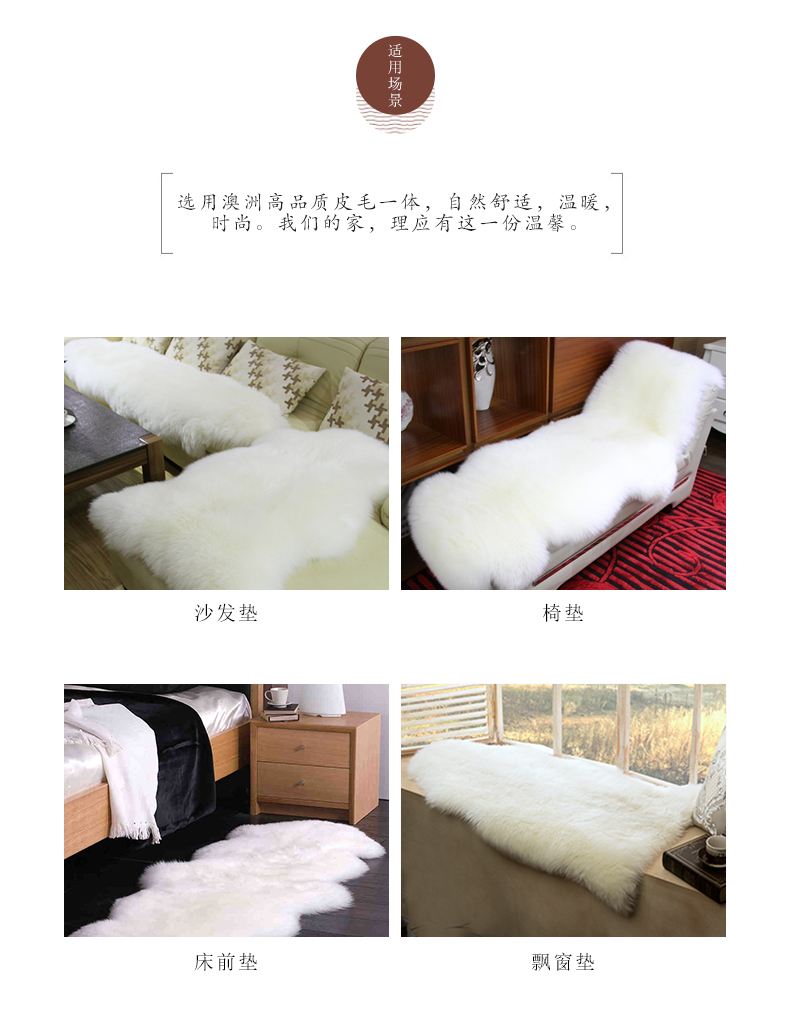 适用场景
选用澳洲高品质皮毛一体，自然舒适，温暖，
时尚。我们的家，理应有这一份温馨。
沙发垫
椅垫
床前垫
飘窗垫